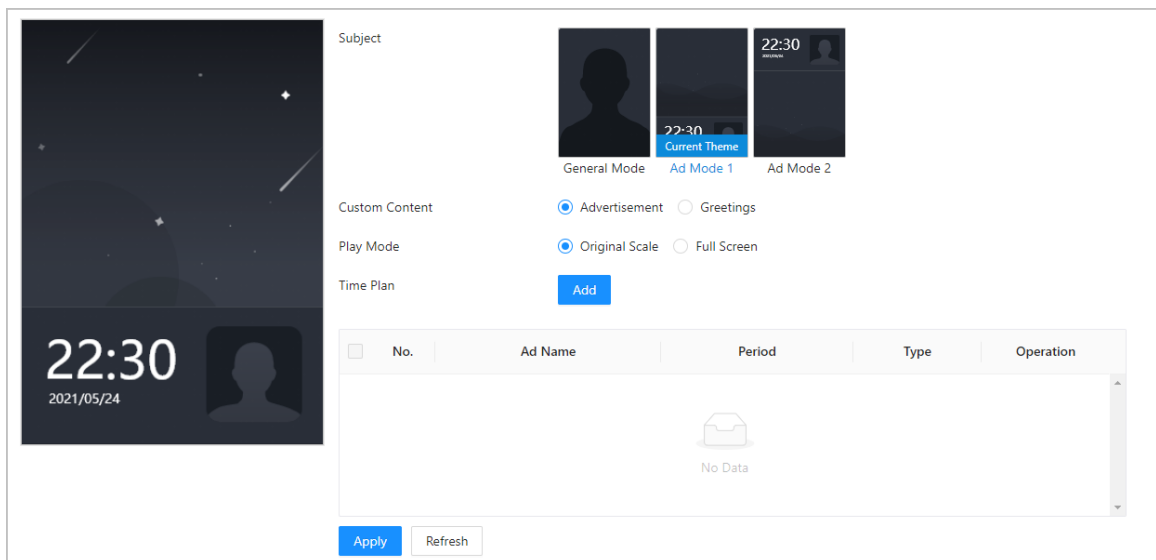 22:30
2021/05/24
Subject
22:30
22:30
Current Theme
General Mode
Ad Mode 1
Ad Mode 2
Custom Content
Advertisement
Greetings
Play Mode
Original Scale
Full Screen
Time Plan
Add
No. Ad Name Period Type Operation
No Data
Apply
Refresh